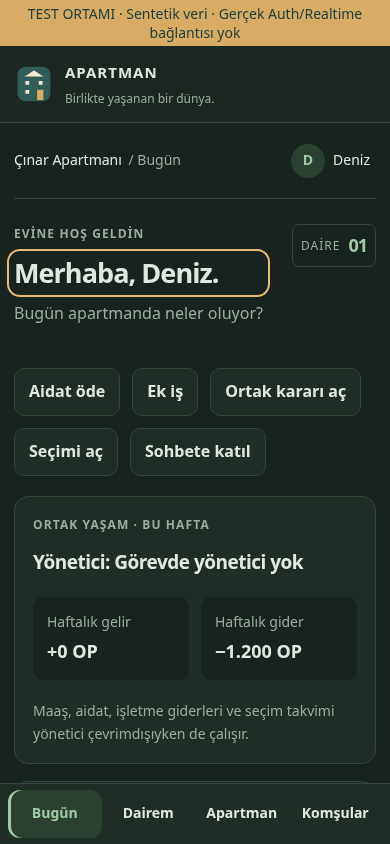 TEST ORTAMI · Sentetik veri · Gerçek Auth/Realtime
bağlantısı yok
APARTMAN
Birlikte yaşanan bir dünya.
Çınar Apartmanı / Bugün
D Deniz
EVİNE HOŞ GELDİN
DAİRE 01
Merhaba, Deniz.
Bugün apartmanda neler oluyor?
Aidat öde
Ek iş
Ortak kararı aç
Seçimi aç
Sohbete katıl
ORTAK YAŞAM · BU HAFTA
Yönetici: Görevde yönetici yok
Haftalık gelir
+0 OP
Haftalık gider
−1.200 OP
Maaş, aidat, işletme giderleri ve seçim takvimi
yönetici çevrimdışıyken de çalışır.
Bugün
Dairem
Apartman
Komşular